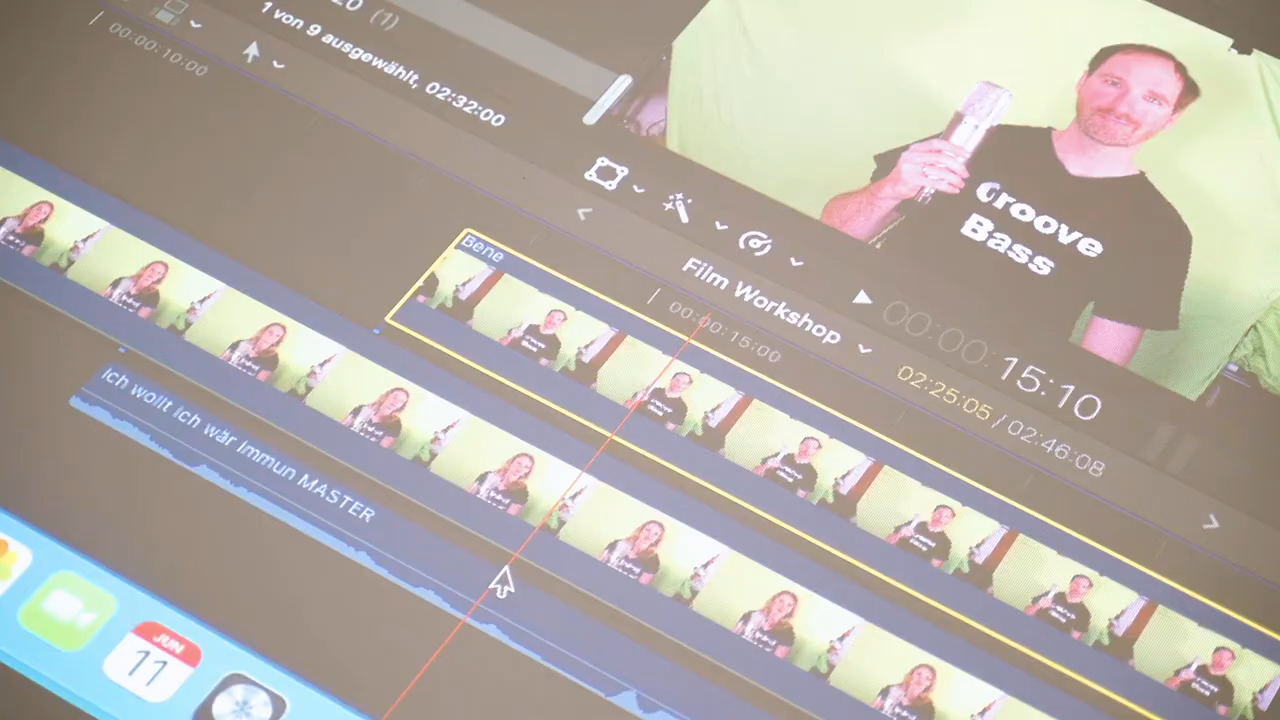 20 (1)
1 von 9 ausgewählt, 02:32:00
00:00:10:00
Groove
Bass
Bene
Film Workshop
00:00:15:00
00:00:15:10
02:25:05 / 02:46:08
Ich wollt ich wär immun MASTER
JUN
11